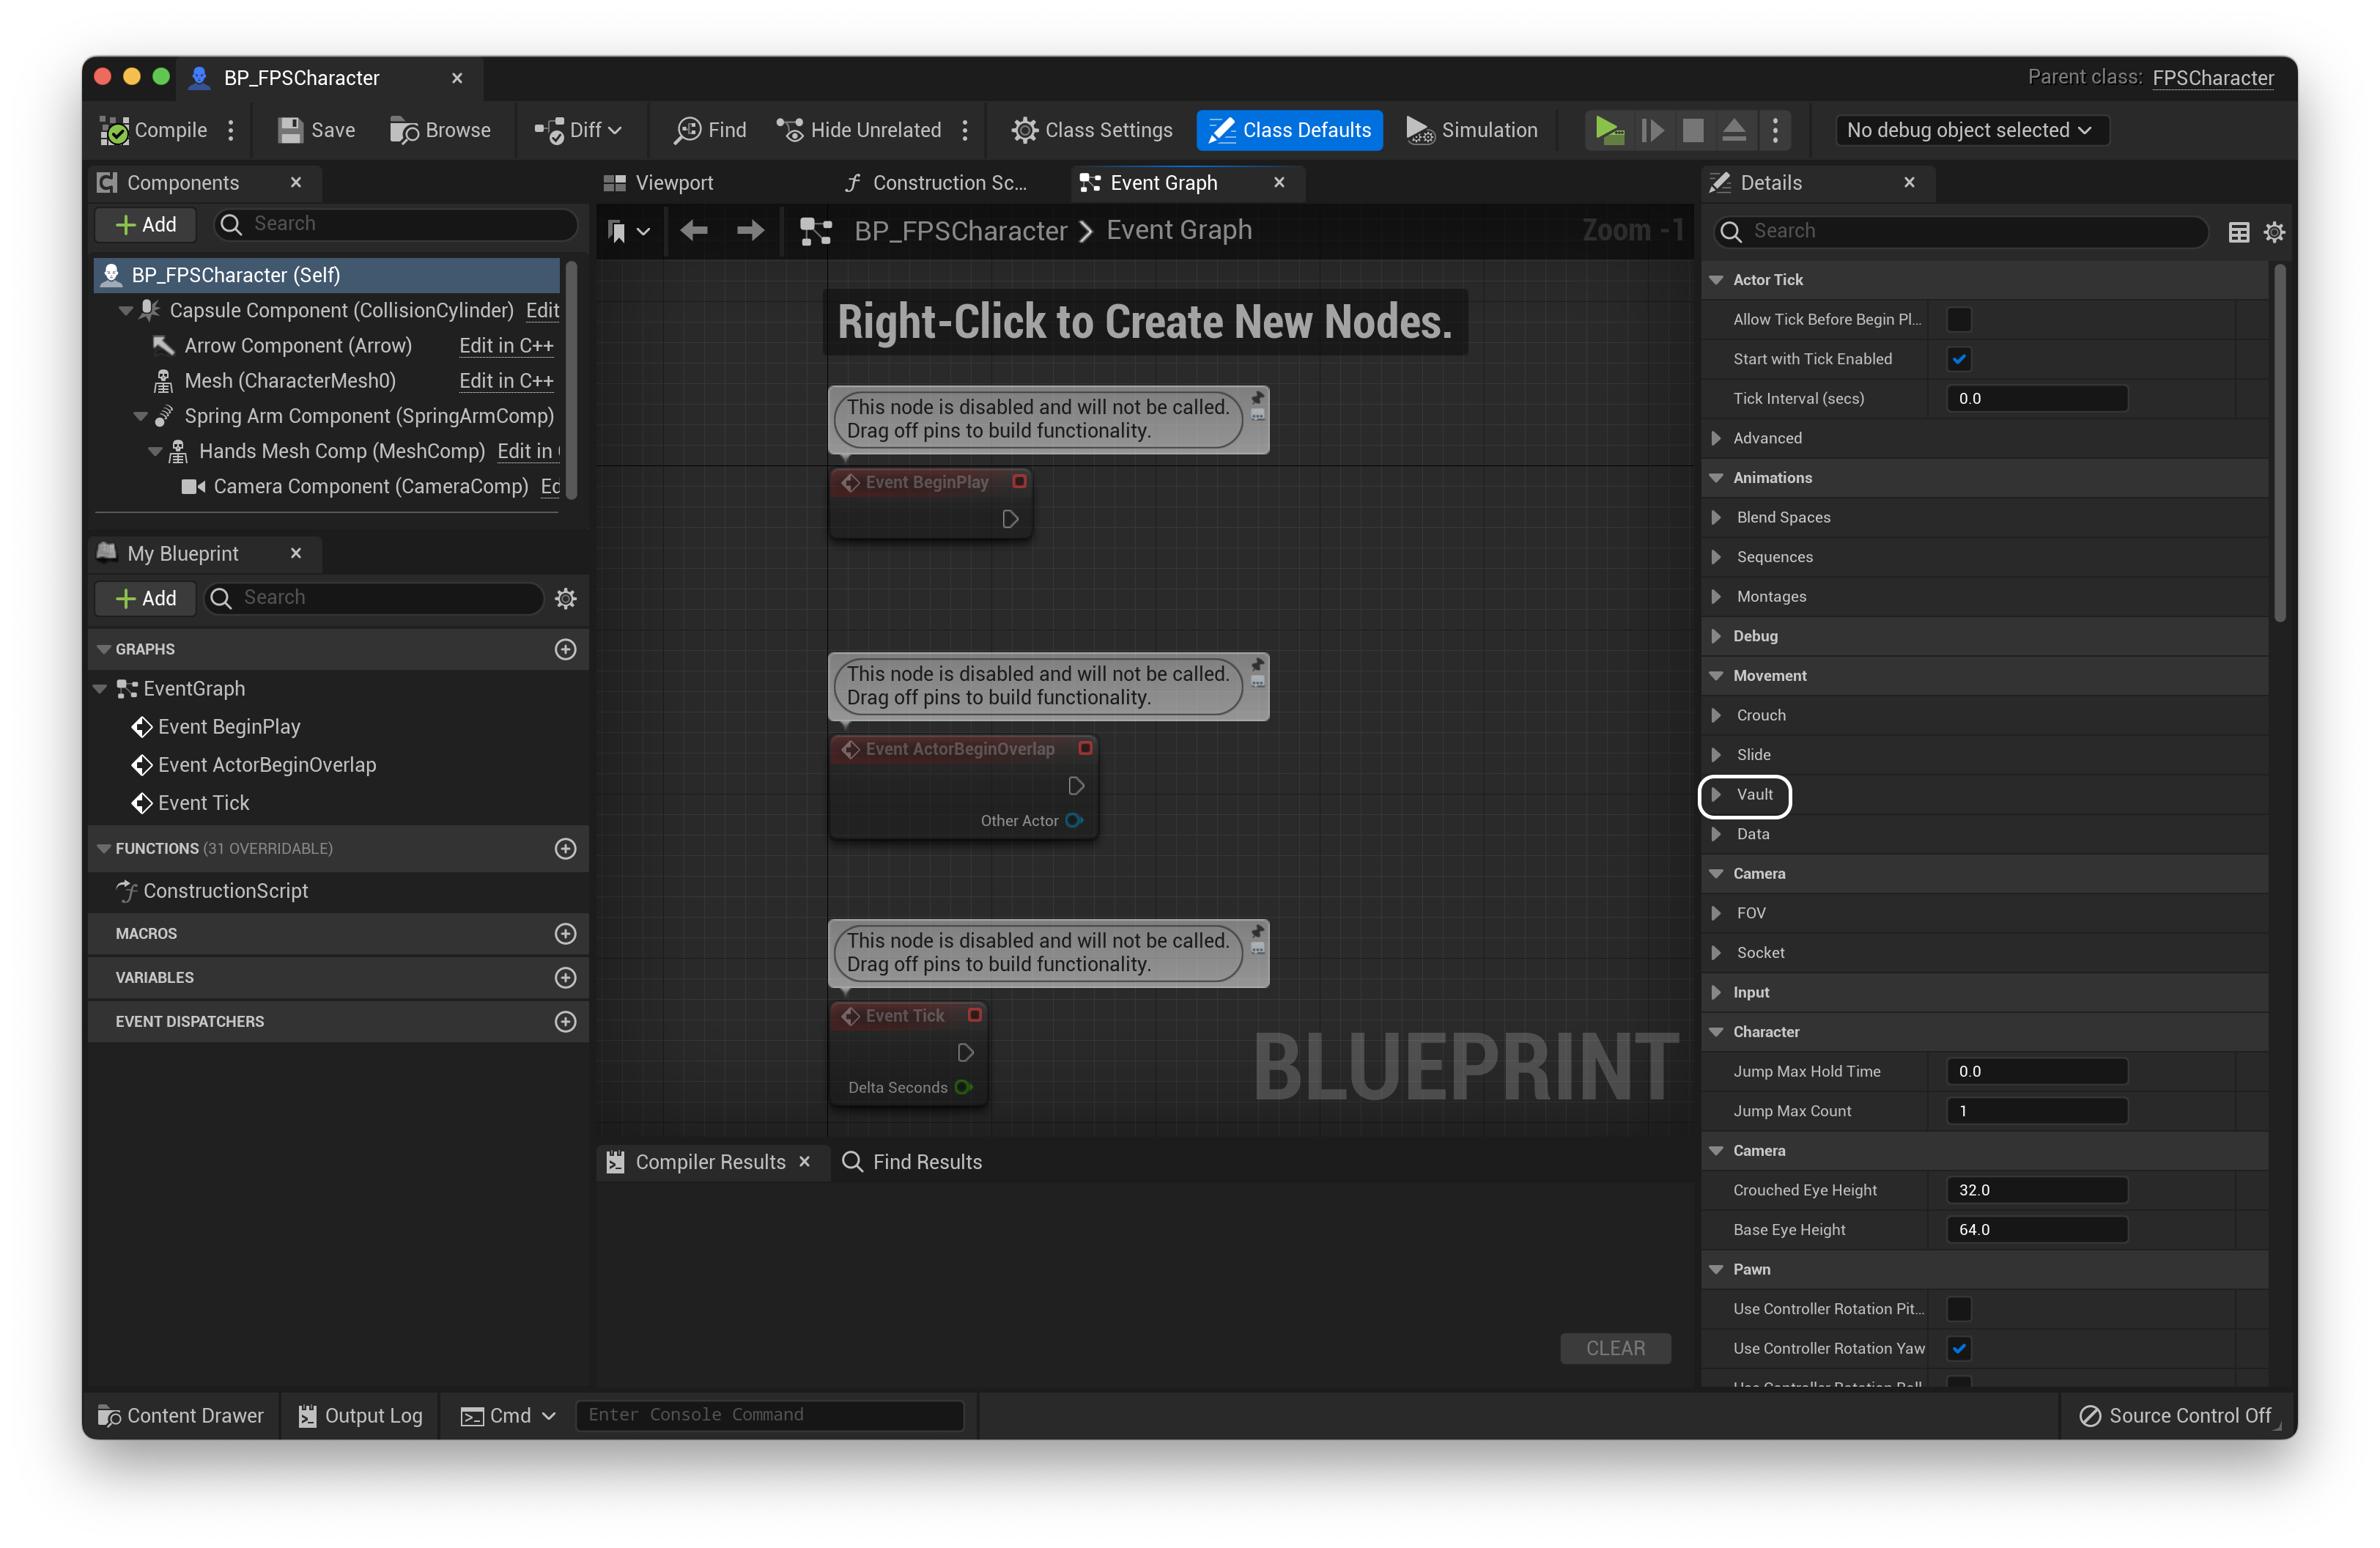 BP_FPSCharacter
Parent class: FPSCharacter
Compile
Save
Browse
Diff
Find
Hide Unrelated
Class Settings
Class Defaults
Simulation
No debug object selected
Components
Add
Search
BP_FPSCharacter (Self)
Capsule Component (CollisionCylinder) Edit
Arrow Component (Arrow) Edit in C++
Mesh (CharacterMesh0) Edit in C++
Spring Arm Component (SpringArmComp)
Hands Mesh Comp (MeshComp) Edit in
Camera Component (CameraComp) Ed
My Blueprint
Add
Search
GRAPHS
EventGraph
Event BeginPlay
Event ActorBeginOverlap
Event Tick
FUNCTIONS (31 OVERRIDABLE)
ConstructionScript
MACROS
VARIABLES
EVENT DISPATCHERS
Viewport
Construction Sc...
Event Graph
BP_FPSCharacter > Event Graph
Zoom -1
Right-Click to Create New Nodes.
This node is disabled and will not be called.
Drag off pins to build functionality.
Event BeginPlay
This node is disabled and will not be called.
Drag off pins to build functionality.
Event ActorBeginOverlap
Other Actor
This node is disabled and will not be called.
Drag off pins to build functionality.
Event Tick
Delta Seconds
BLUEPRINT
Compiler Results
Find Results
CLEAR
Details
Search
Actor Tick
Allow Tick Before Begin Pl...
Start with Tick Enabled
Tick Interval (secs) 0.0
Advanced
Animations
Blend Spaces
Sequences
Montages
Debug
Movement
Crouch
Slide
Vault
Data
Camera
FOV
Socket
Input
Character
Jump Max Hold Time 0.0
Jump Max Count 1
Camera
Crouched Eye Height 32.0
Base Eye Height 64.0
Pawn
Use Controller Rotation Pit...
Use Controller Rotation Yaw
Use Controller Rotation Roll
Content Drawer
Output Log
Cmd
Enter Console Command
Source Control Off